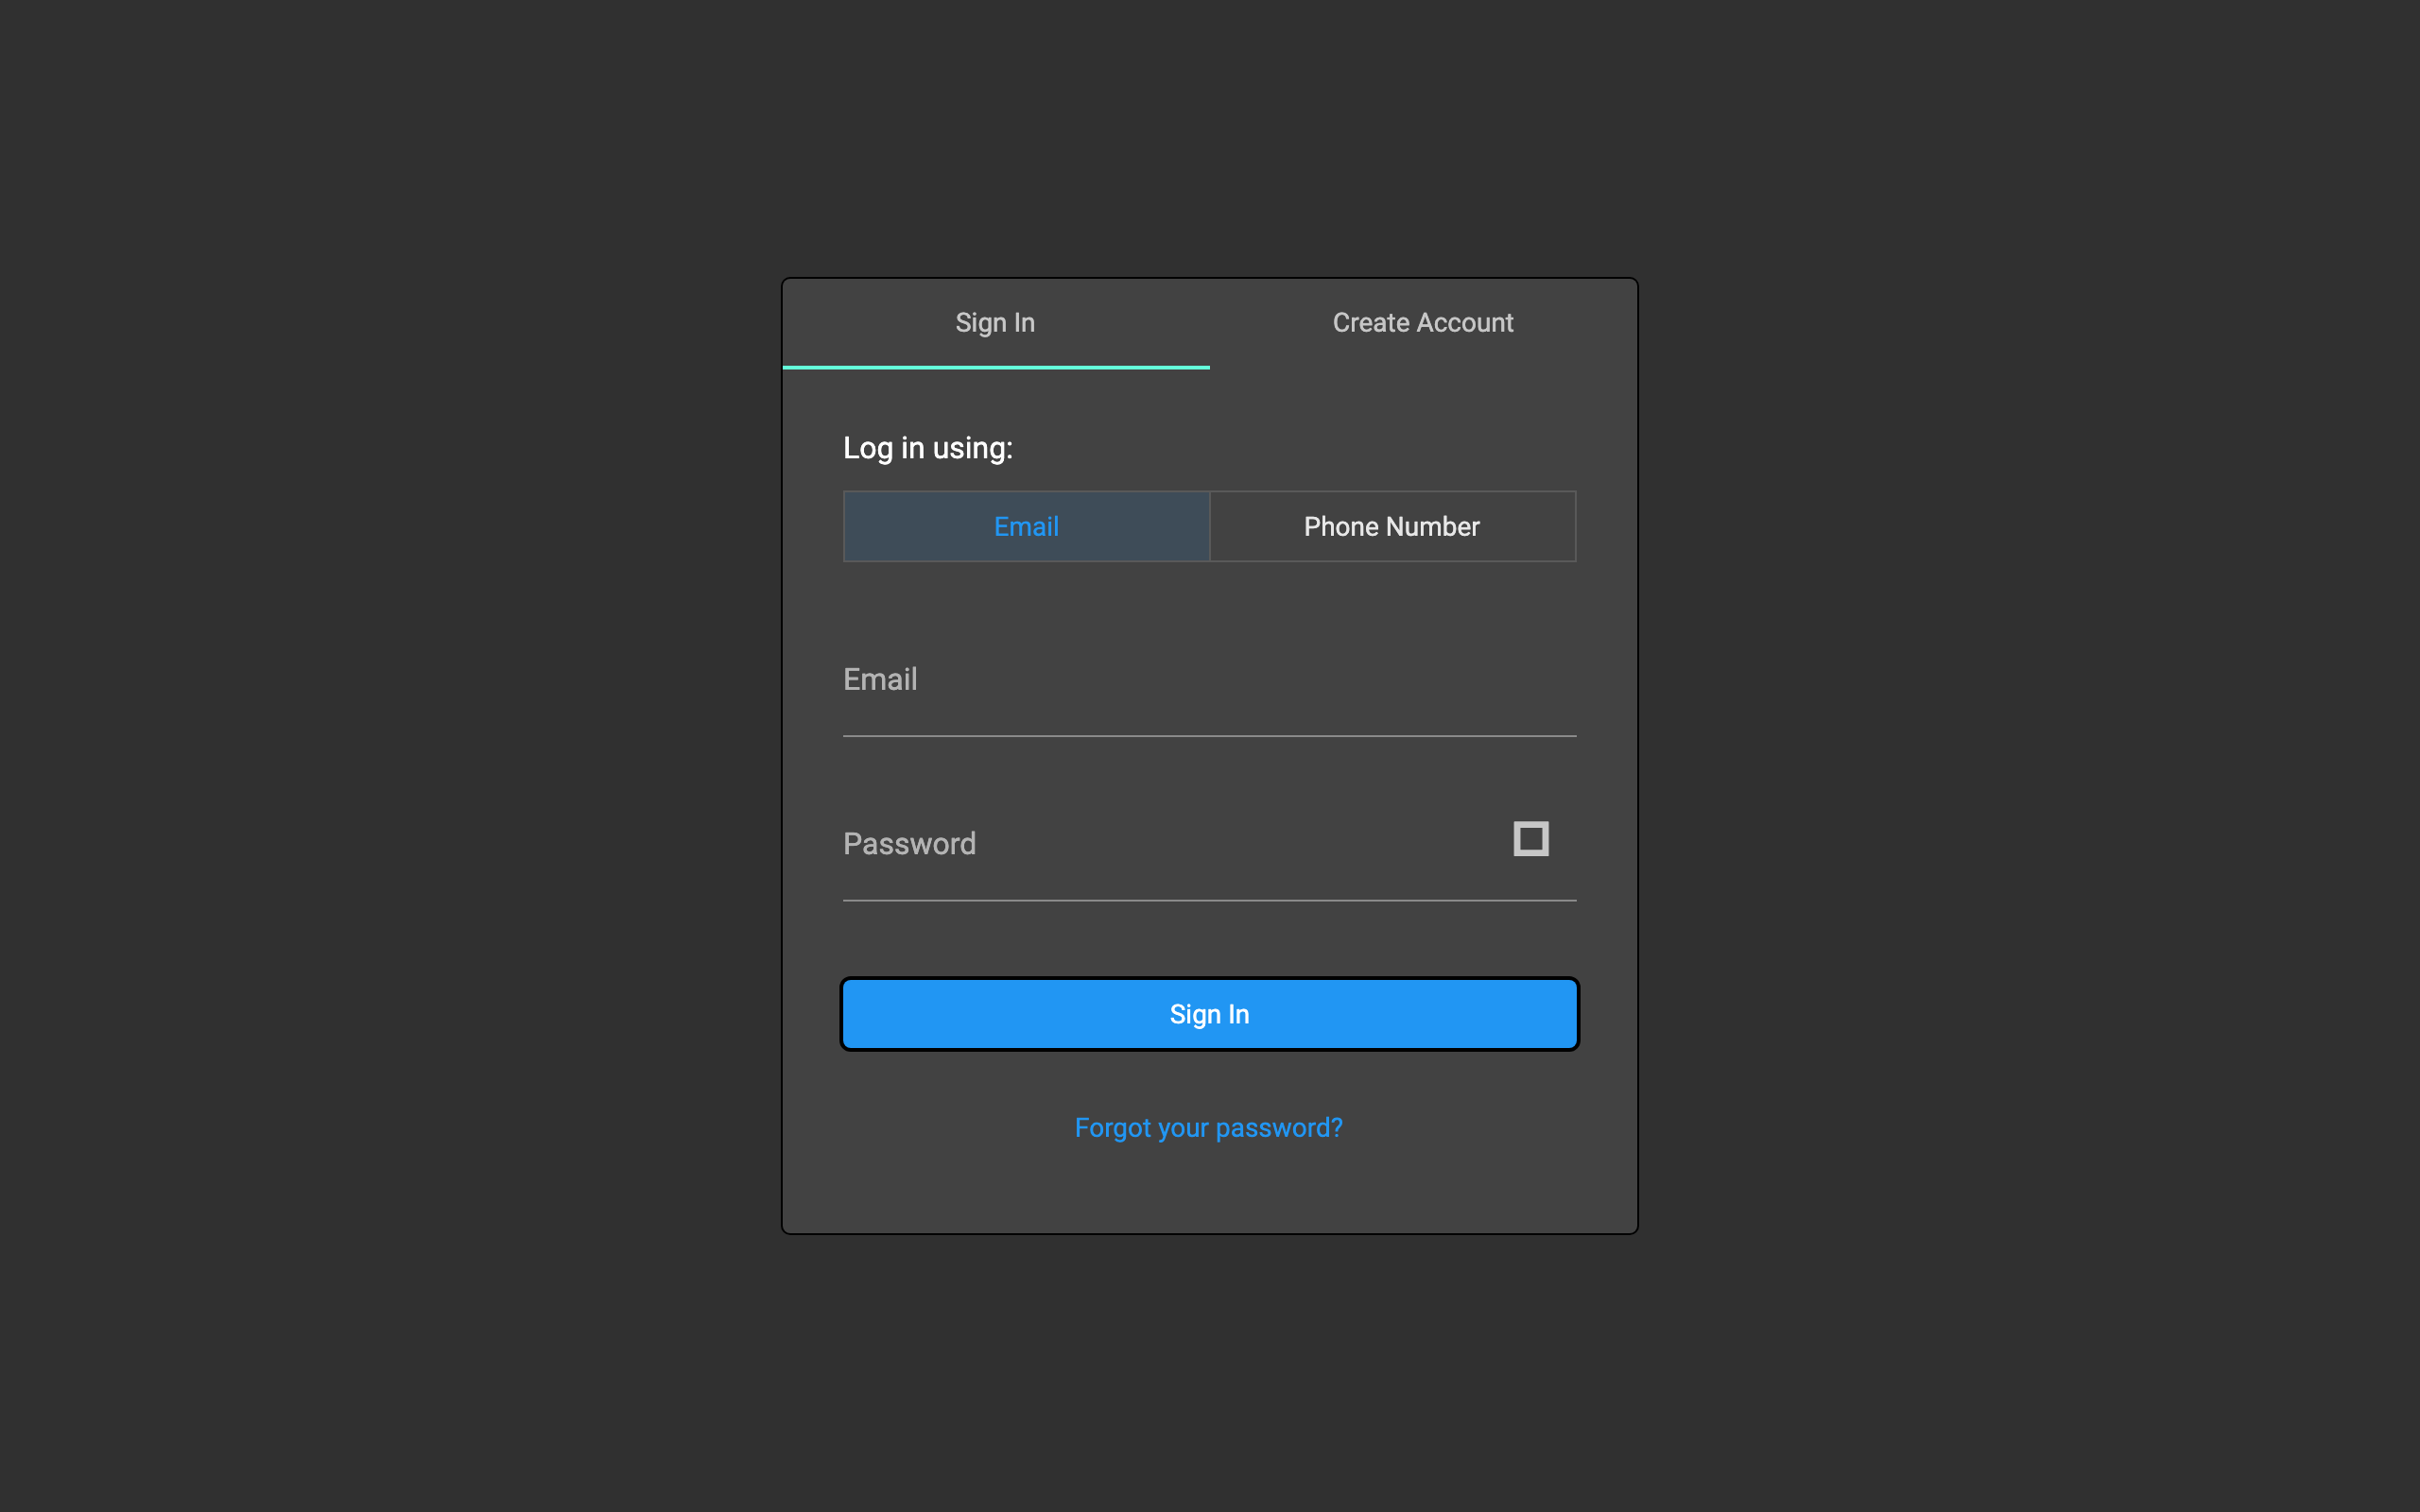 Sign In Create Account
Log in using:
Email Phone Number
Email
Password
Sign In
Forgot your password?